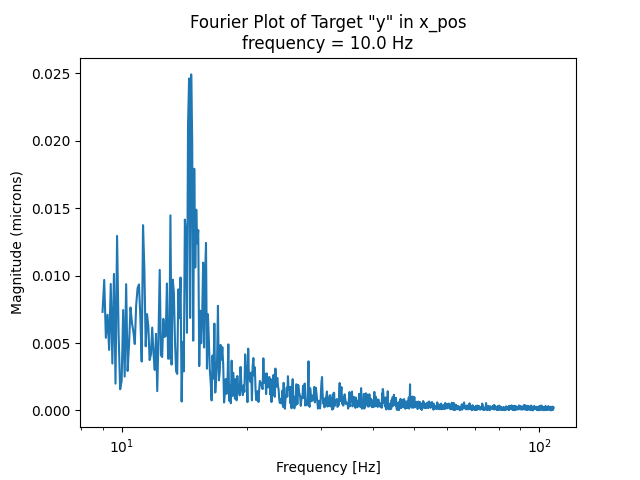 Fourier Plot of Target "y" in x_pos
frequency = 10.0 Hz
Magnitude (microns)
0.025
0.020
0.015
0.010
0.005
0.000
10¹ 10²
Frequency [Hz]